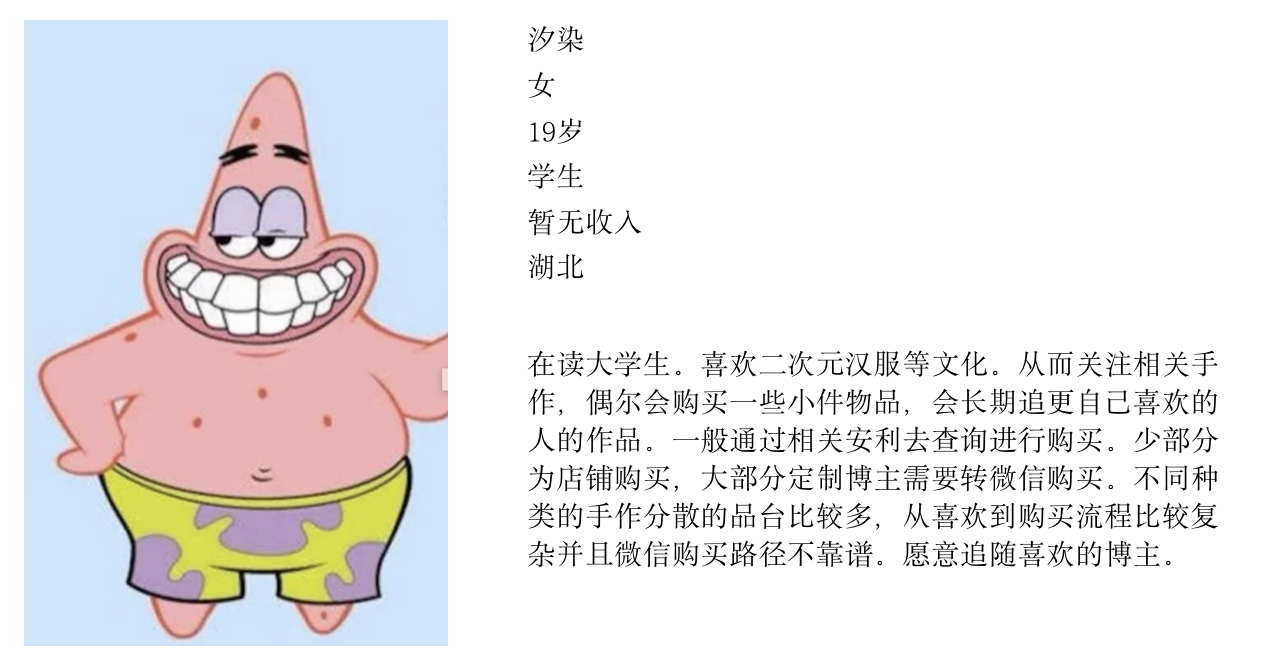 汐染
女
19岁
学生
暂无收入
湖北
在读大学生。喜欢二次元汉服等文化。从而关注相关手
作，偶尔会购买一些小件物品，会长期追更自己喜欢的
人的作品。一般通过相关安利去查询进行购买。少部分
为店铺购买，大部分定制博主需要转微信购买。不同种
类的手作分散的品台比较多，从喜欢到购买流程比较复
杂并且微信购买路径不靠谱。愿意追随喜欢的博主。